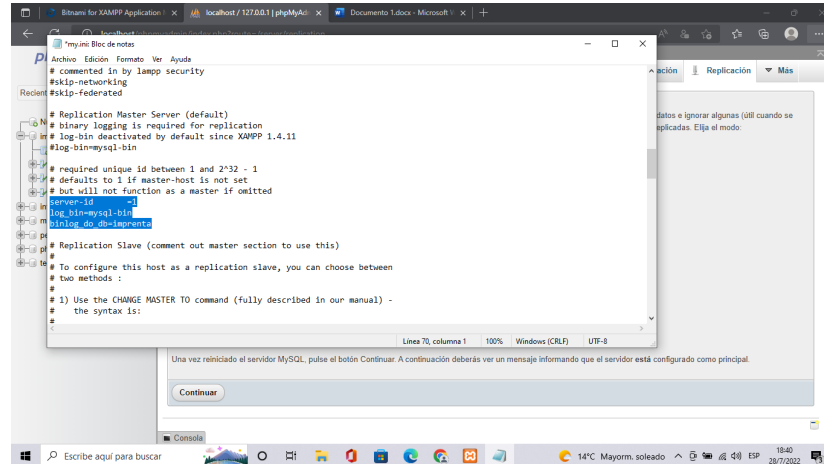 Bitnami for XAMPP Application
localhost / 127.0.0.1 | phpMyAd
Documento 1.docx - Microsoft
*my.ini: Bloc de notas
Archivo Edición Formato Ver Ayuda
# commented in by lampp security
#skip-networking
#skip-federated
# Replication Master Server (default)
# binary logging is required for replication
# log-bin deactivated by default since XAMPP 1.4.11
#log-bin=mysql-bin
# required unique id between 1 and 2^32 - 1
# defaults to 1 if master-host is not set
# but will not function as a master if omitted
server-id =1
log_bin=mysql-bin
binlog_do_db=imprenta
# Replication Slave (comment out master section to use this)
#
# To configure this host as a replication slave, you can choose between
# two methods :
#
# 1) Use the CHANGE MASTER TO command (fully described in our manual) -
# the syntax is:
#
Línea 70, columna 1 100% Windows (CRLF) UTF-8
Recient
ación Replicación Más
datos e ignorar algunas (útil cuando se
eplicadas. Elija el modo:
Una vez reiniciado el servidor MySQL, pulse el botón Continuar. A continuación deberás ver un mensaje informando que el servidor está configurado como principal.
Continuar
Consola
Escribe aquí para buscar
14°C Mayorm. soleado
ESP
18:40
28/7/2022